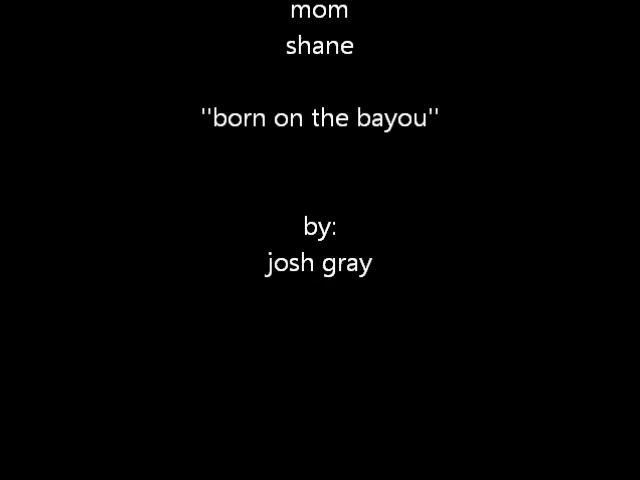 mom
shane
"born on the bayou"
by:
josh gray